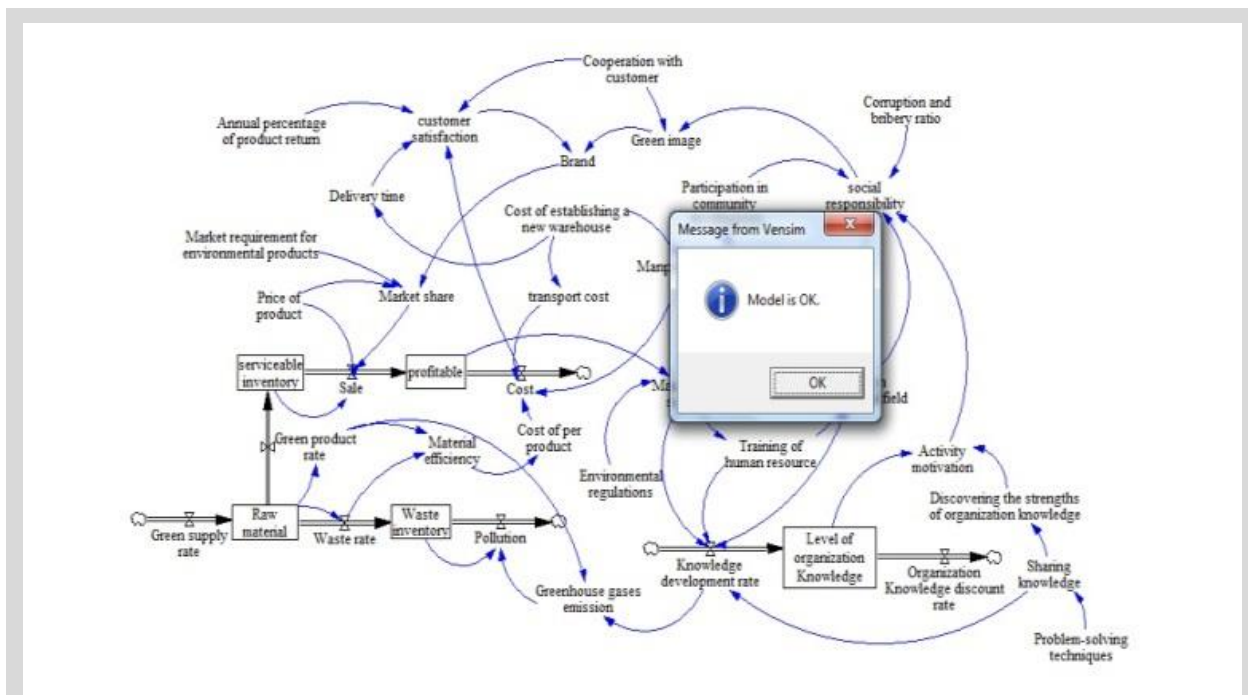 Cooperation with
customer
Corruption and
bribery ratio
Annual percentage
of product return
customer
satisfaction
Green image
Brand
Delivery time
Participation in
community
social
responsibility
Cost of establishing a
new warehouse
Message from Vensim
Market requirement for
environmental products
Model is OK.
OK
Price of
product
Market share
transport cost
serviceable
inventory
Sale
profitable
Cost
field
Green product
rate
Material
efficiency
Cost of per
product
Environmental
regulations
Training of
human resource
Activity
motivation
Discovering the strengths
of organization knowledge
Green supply
rate
Raw
material
Waste rate
Waste
inventory
Pollution
Greenhouse gases
emission
Knowledge
development rate
Level of
organization
Knowledge
Organization
Knowledge discount
rate
Sharing
knowledge
Problem-solving
techniques